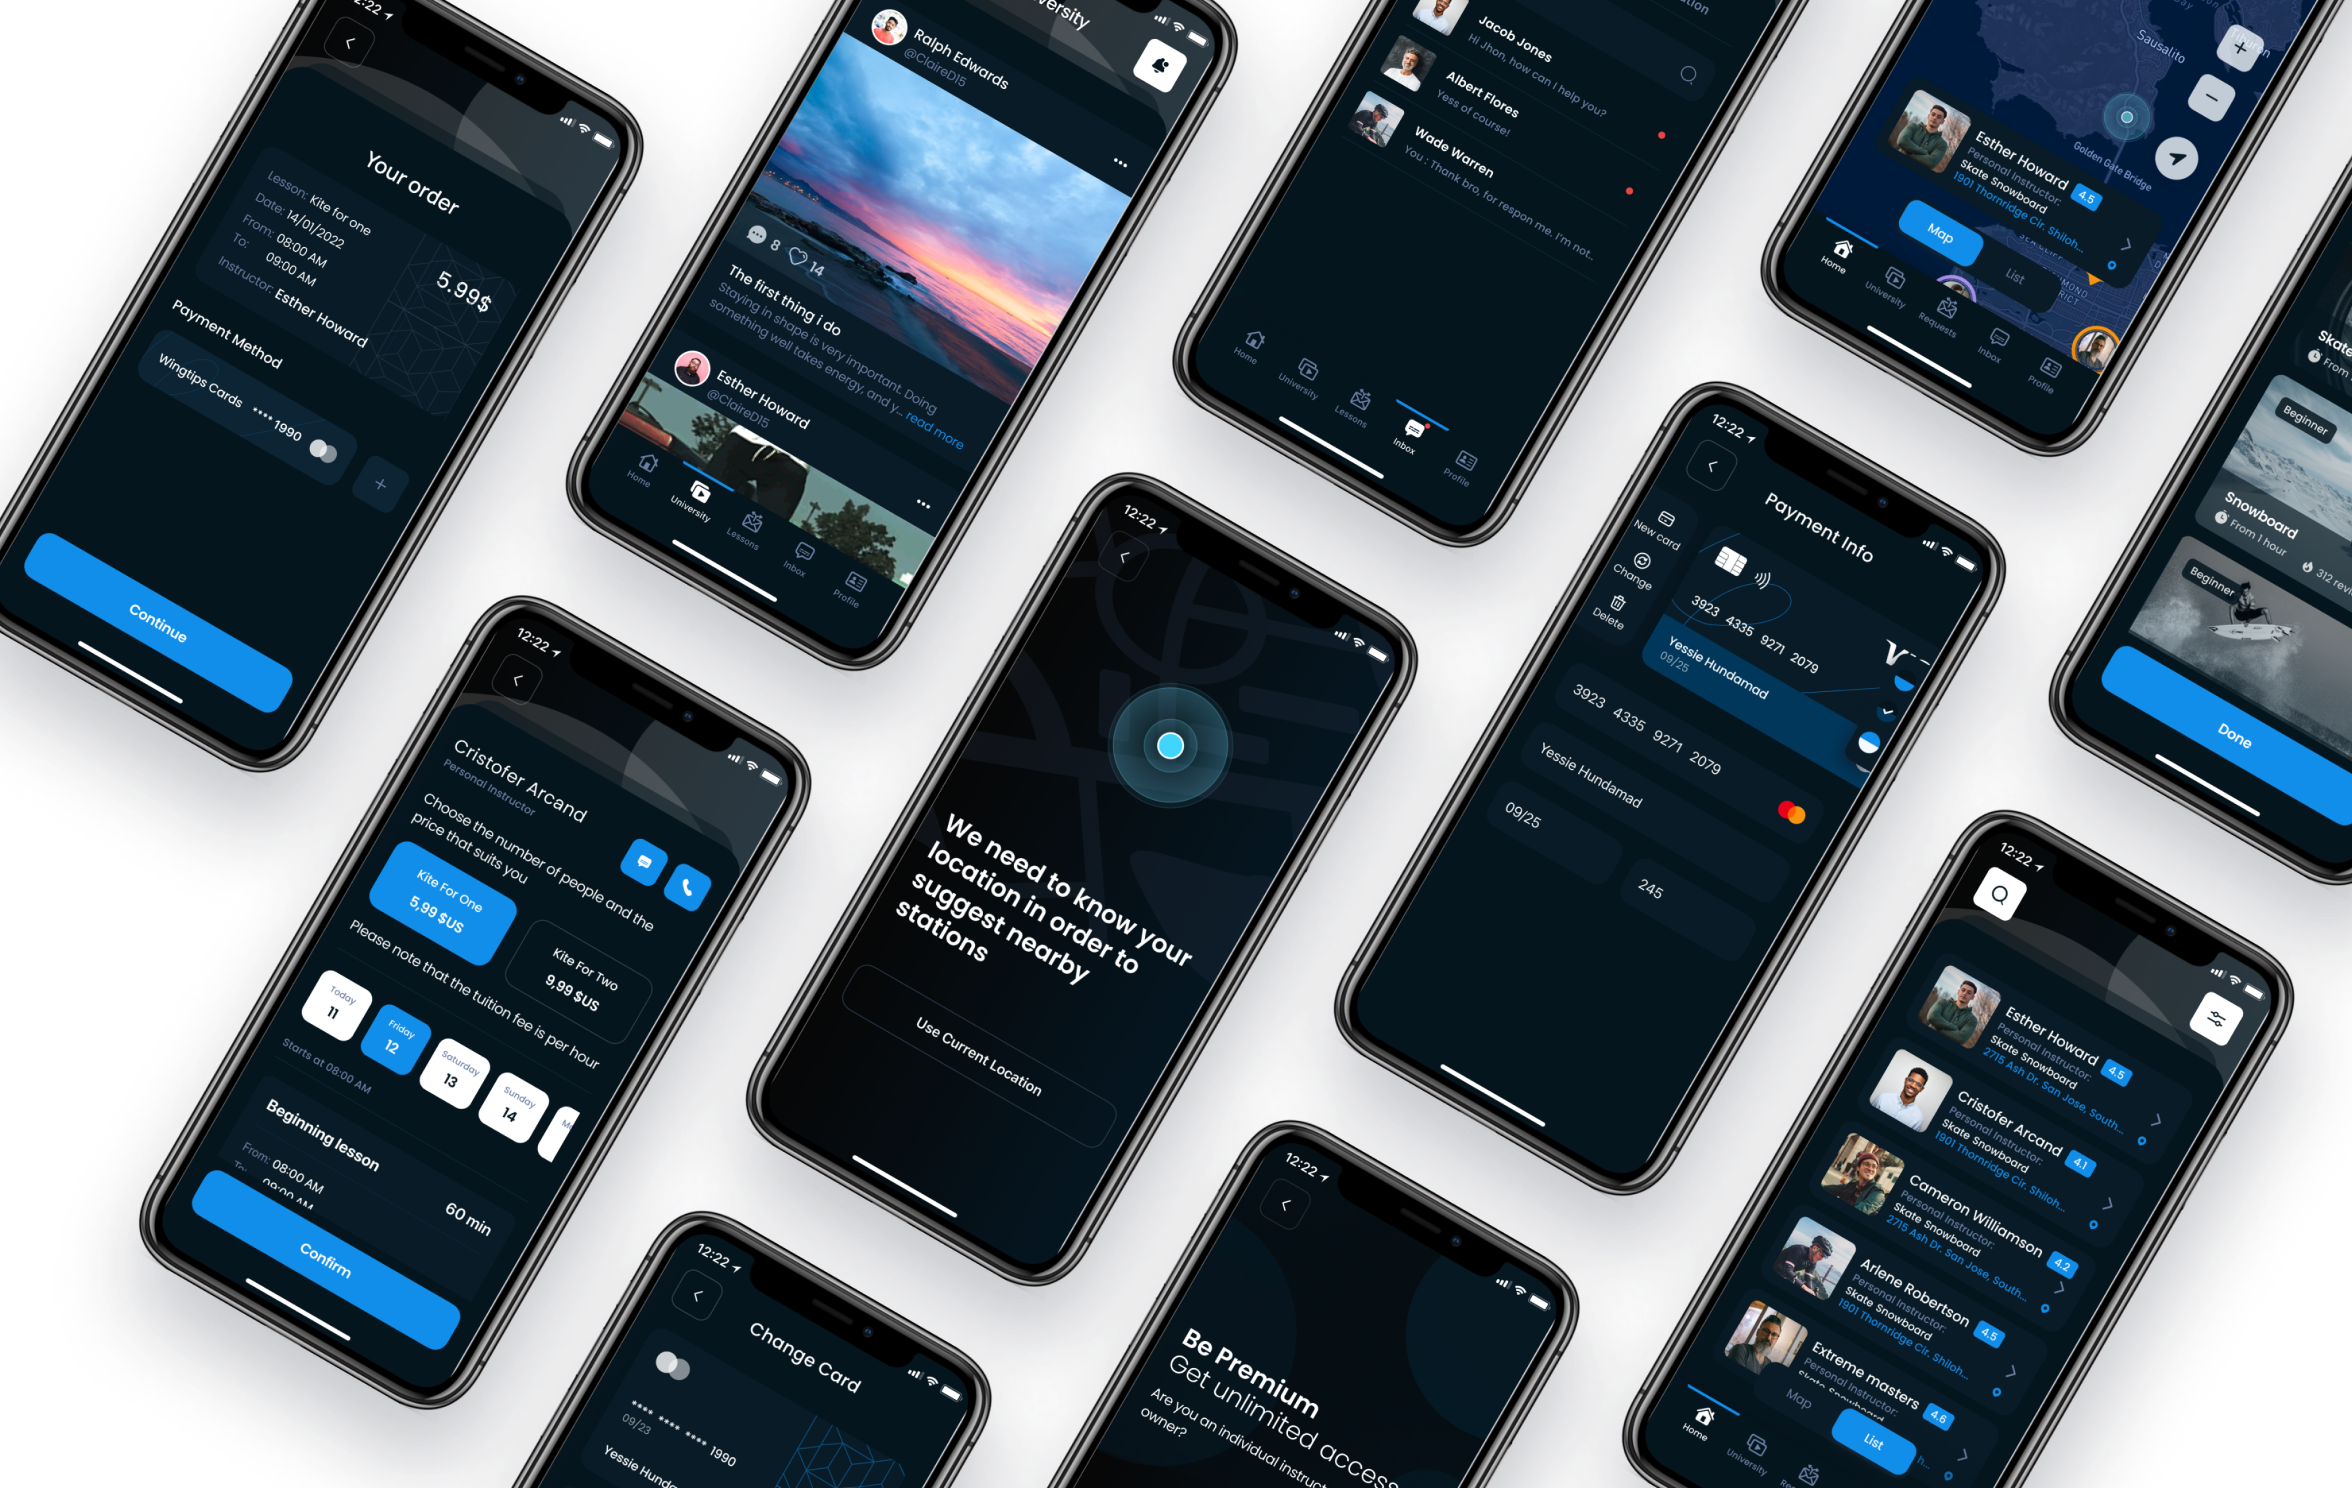 12:22
Your order
Lesson: Kite for one
Date: 14/01/2022
From: 08:00 AM
To:
09:00 AM
Instructor: Esther Howard
5.99$
Payment Method
Wingtips Cards **** 1990
+
Continue
Ralph Edwards
@ClaireD15
8 14
The first thing i do
Staying in shape is very important. Doing
something well takes energy, and y... read more
Esther Howard
@ClaireD15
Home
University
Lessons
Inbox
Profile
Jacob Jones
Hi Jhon, how can I help you?
Albert Flores
Yess of course!
Wade Warren
You : Thank bro, for respon me. I'm not..
Home
University
Lessons
Inbox
Profile
Sausalito
Tiburon
Golden Gate Bridge
+
−
Esther Howard 4.5
Personal Instructor:
Skate Snowboard
1901 Thornridge Cir. Shiloh...
Map
List
Home
University
Requests
Inbox
Profile
Skate
From
Beginner
Snowboard
From 1 hour
312 revi
Beginner
Done
12:22
Cristofer Arcand
Personal Instructor
Choose the number of people and the
price that suits you
Kite For One
5,99 $US
Kite For Two
9,99 $US
Please note that the tuition fee is per hour
Today
11
Friday
12
Saturday
13
Sunday
14
Starts at 08:00 AM
Beginning lesson
From: 08:00 AM
To:
09:00 AM
60 min
Confirm
12:22
We need to know your
location in order to
suggest nearby
stations
Use Current Location
12:22
Payment Info
New card
Change
Delete
3923 4335 9271 2079
Yessie Hundamad
09/25
3923 4335 9271 2079
Yessie Hundamad
09/25
245
12:22
Esther Howard 4.5
Personal Instructor:
Skate Snowboard
2715 Ash Dr. San Jose, South...
Cristofer Arcand 4.1
Personal Instructor:
Skate Snowboard
1901 Thornridge Cir. Shiloh...
Cameron Williamson 4.2
Personal Instructor:
Skate Snowboard
2715 Ash Dr. San Jose, South...
Arlene Robertson 4.5
Personal Instructor:
Skate Snowboard
1901 Thornridge Cir. Shiloh...
Extreme masters 4.6
Personal Instructor:
Skate Snowboard
Map
List
Home
University
12:22
Change Card
**** **** **** 1990
09/23
Yessie Hunda
12:22
Be Premium
Get unlimited access
Are you an individual instruct
owner?